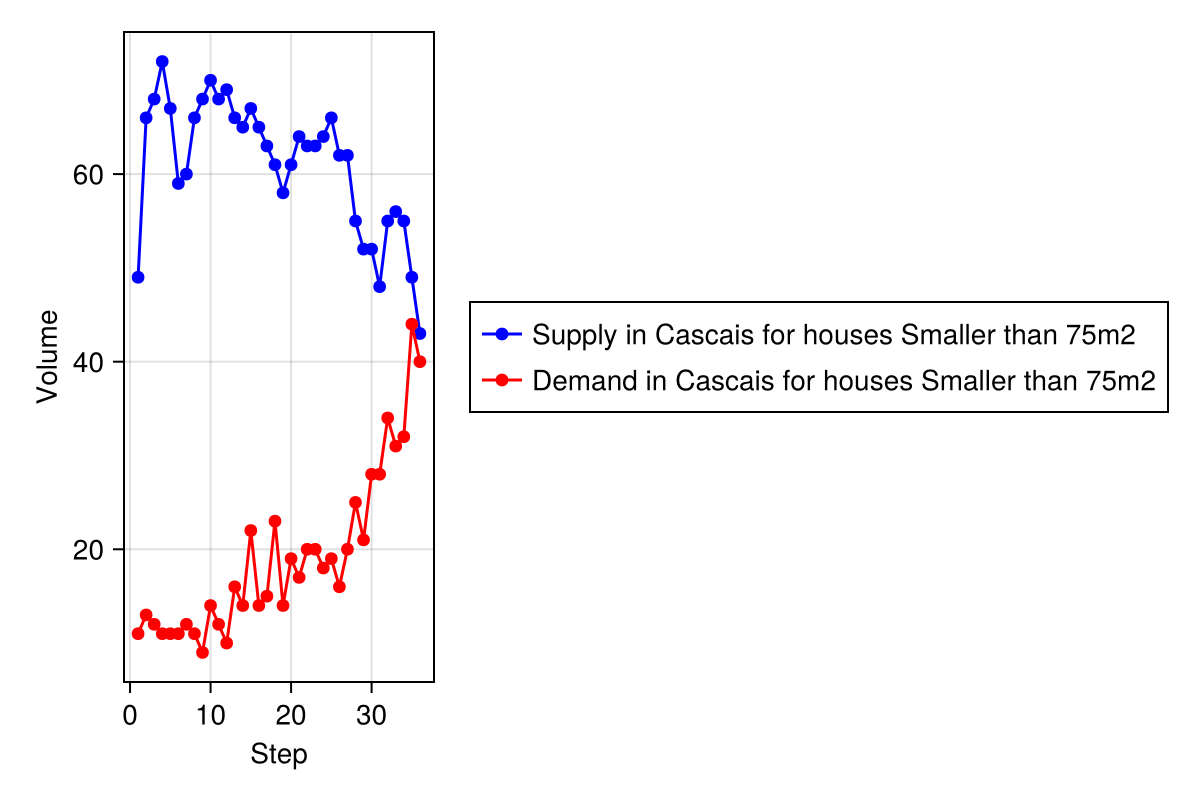 Volume
60
40
20
0 10 20 30
Step
Supply in Cascais for houses Smaller than 75m2
Demand in Cascais for houses Smaller than 75m2